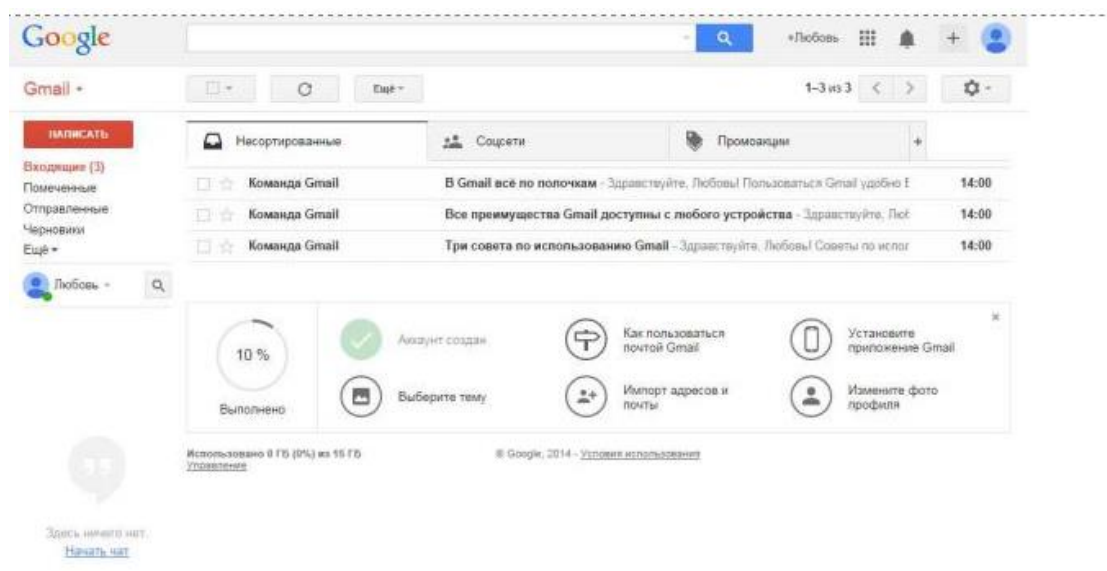 Google
+Любовь
Gmail
Ещё
1–3 из 3
НАПИСАТЬ
Несортированные
Соцсети
Промоакции
+
Входящие (3)
Помеченные
Отправленные
Черновики
Ещё
Команда Gmail В Gmail всё по полочкам - Здравствуйте, Любовь! Пользоваться Gmail удобно Б 14:00
Команда Gmail Все преимущества Gmail доступны с любого устройства - Здравствуйте, Люб 14:00
Команда Gmail Три совета по использованию Gmail - Здравствуйте, Любовь! Советы по испол 14:00
Любовь
10 %
Выполнено
Аккаунт создан
Как пользоваться
почтой Gmail
Установите
приложение Gmail
Выберите тему
Импорт адресов и
почты
Измените фото
профиля
Использовано 0 ГБ (0%) из 15 ГБ
Управление
© Google, 2014 - Условия использования
Здесь ничего нет.
Начать чат